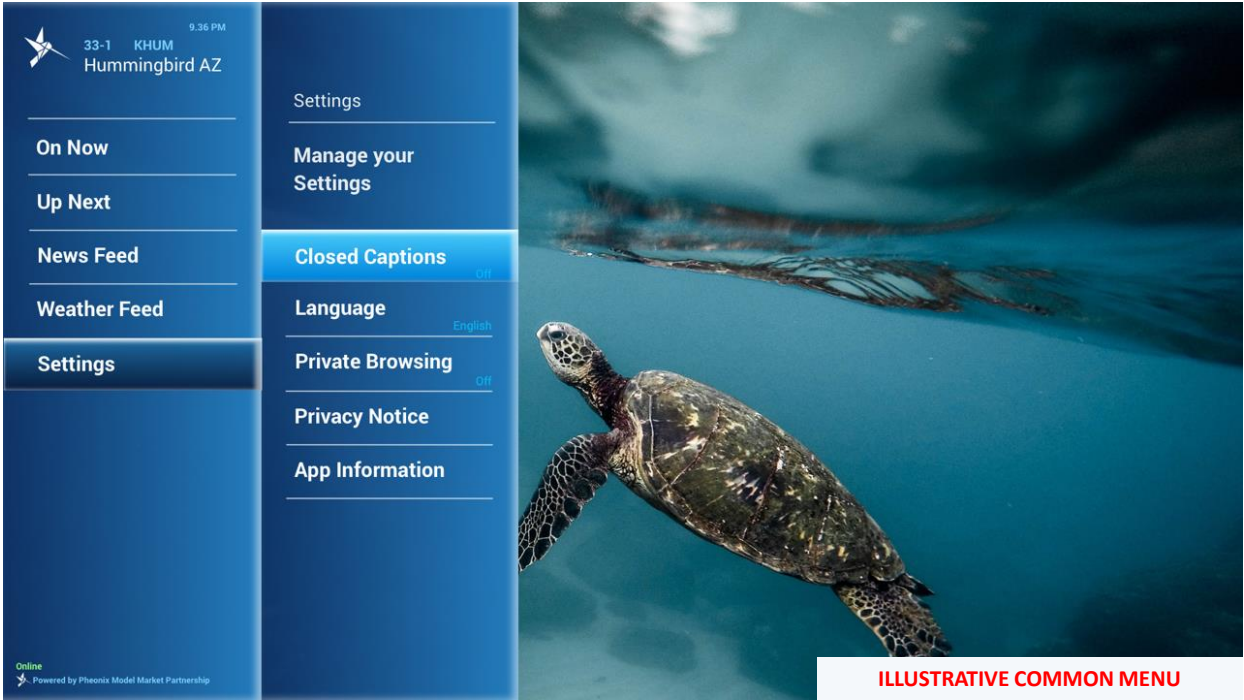 9.36 PM
33-1 KHUM
Hummingbird AZ
On Now
Up Next
News Feed
Weather Feed
Settings
Online
Powered by Pheonix Model Market Partnership
Settings
Manage your
Settings
Closed Captions
Off
Language
English
Private Browsing
Off
Privacy Notice
App Information
ILLUSTRATIVE COMMON MENU